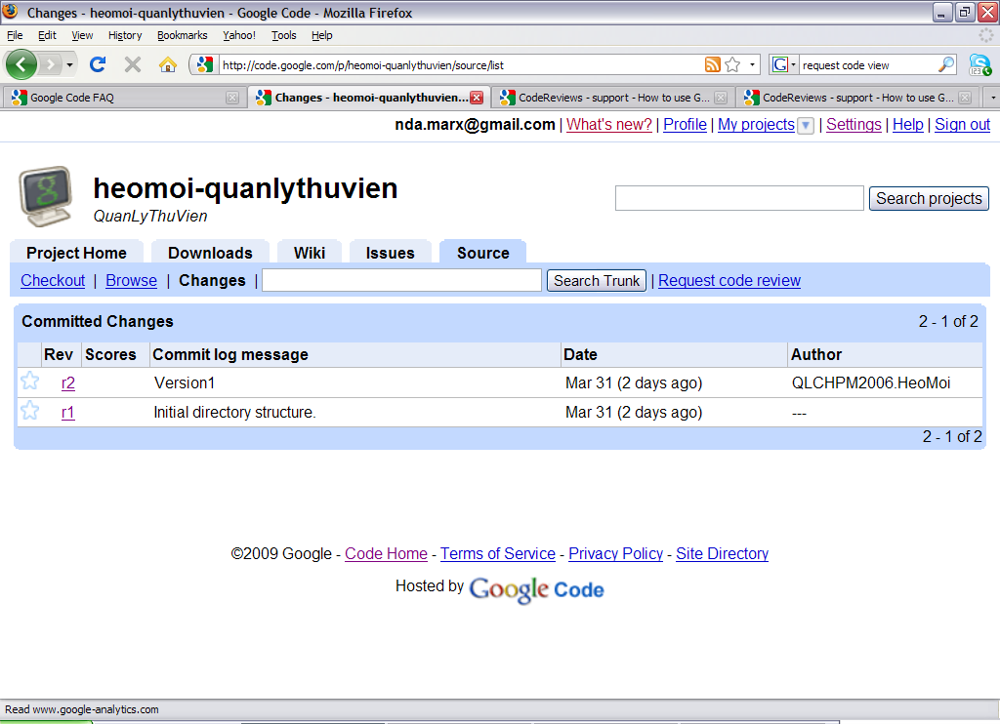 Changes - heomoi-quanlythuvien - Google Code - Mozilla Firefox
File Edit View History Bookmarks Yahoo! Tools Help
http://code.google.com/p/heomoi-quanlythuvien/source/list G request code view
Google Code FAQ Changes - heomoi-quanlythuvien... CodeReviews - support - How to use G... CodeReviews - support - How to use G...
nda.marx@gmail.com | What's new? | Profile | My projects | Settings | Help | Sign out
heomoi-quanlythuvien
QuanLyThuVien
Search projects
Project Home Downloads Wiki Issues Source
Checkout | Browse | Changes | Search Trunk | Request code review
Committed Changes 2 - 1 of 2
Rev Scores Commit log message Date Author
r2 Version1 Mar 31 (2 days ago) QLCHPM2006.HeoMoi
r1 Initial directory structure. Mar 31 (2 days ago) ---
2 - 1 of 2
©2009 Google - Code Home - Terms of Service - Privacy Policy - Site Directory
Hosted by Google Code
Read www.google-analytics.com